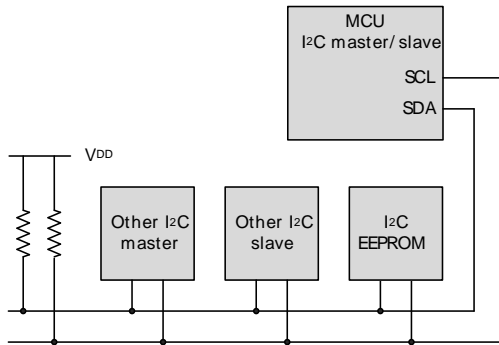 MCU
I²C master/slave
SCL
SDA
VDD
Other I²C
master
Other I²C
slave
I²C
EEPROM